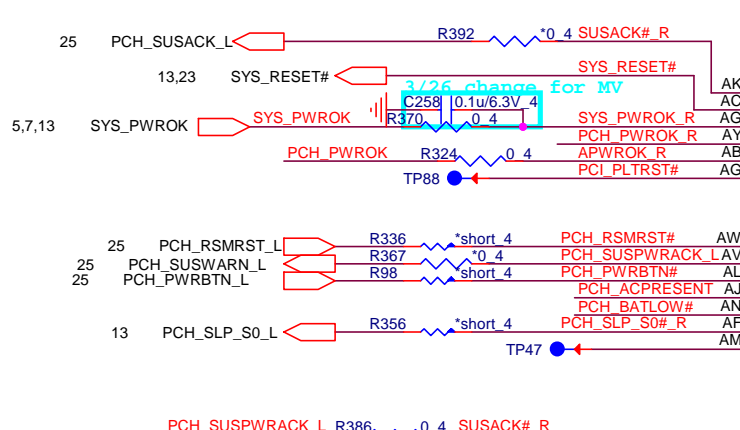 25 PCH_SUSACK_L R392 *0_4 SUSACK#_R
AK
13,23 SYS_RESET# SYS_RESET#
AC
3/26 change for MV
C258 0.1u/6.3V_4
5,7,13 SYS_PWROK SYS_PWROK R370 0_4 SYS_PWROK_R AG
PCH_PWROK_R AY
PCH_PWROK R324 0_4 APWROK_R AB
TP88 PCI_PLTRST# AG
25 PCH_RSMRST_L R336 *short_4 PCH_RSMRST# AW
25 PCH_SUSWARN_L R367 *0_4 PCH_SUSPWRACK_L AV
25 PCH_PWRBTN_L R98 *short_4 PCH_PWRBTN# AL
PCH_ACPRESENT AJ
PCH_BATLOW# AN
13 PCH_SLP_S0_L R356 *short_4 PCH_SLP_S0#_R AF
TP47 AM
PCH_SUSPWRACK_L R386 0_4 SUSACK#_R